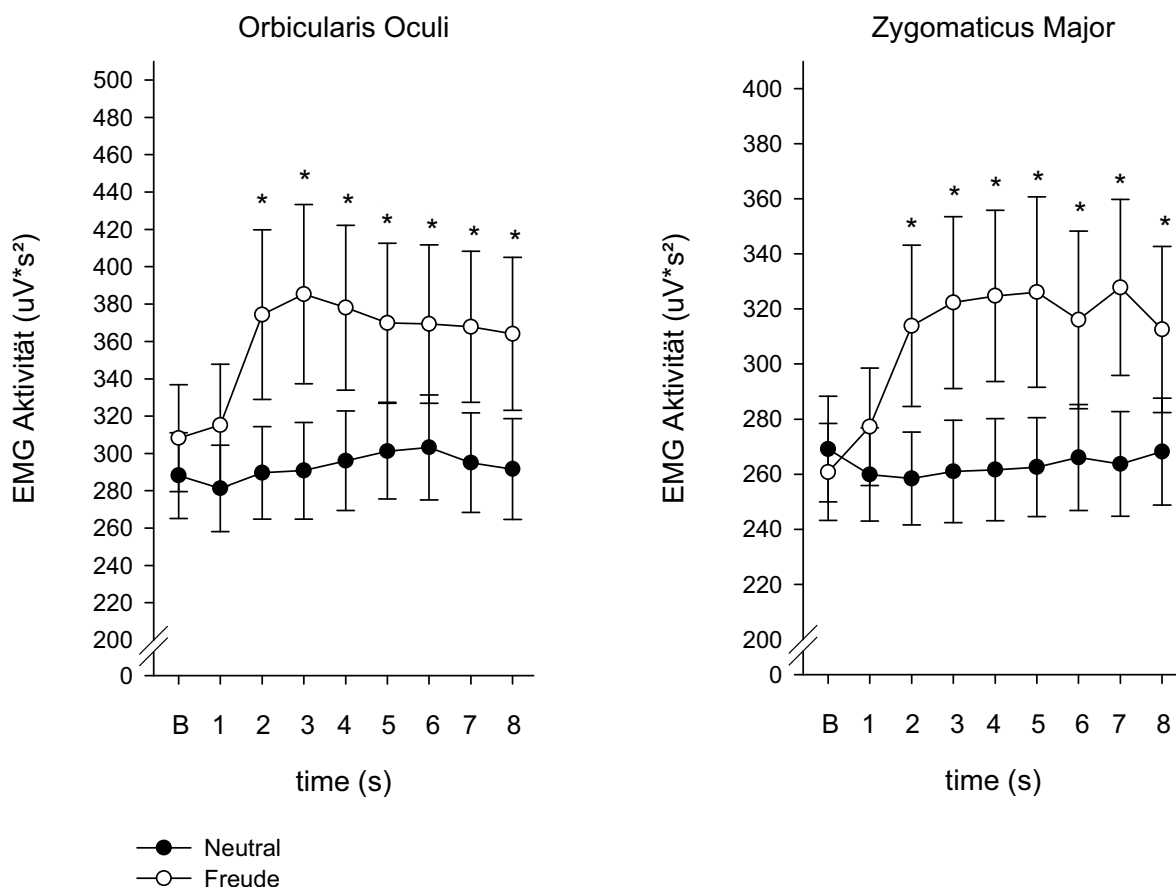 Orbicularis Oculi
EMG Aktivität (uV*s²)
500
480
460
440
420
400
380
360
340
320
300
280
260
240
220
200
0
* * * * * * *
B 1 2 3 4 5 6 7 8
time (s)
Zygomaticus Major
EMG Aktivität (uV*s²)
400
380
360
340
320
300
280
260
240
220
200
0
* * * * * * *
B 1 2 3 4 5 6 7 8
time (s)
Neutral
Freude